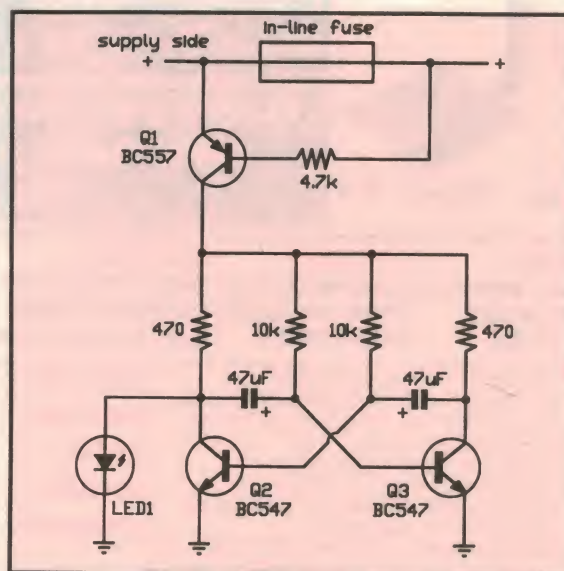 in-line fuse
supply side
+
+
Q1
BC557
4.7k
470
10k
10k
470
47uF
47uF
+
+
Q2
BC547
Q3
BC547
LED1